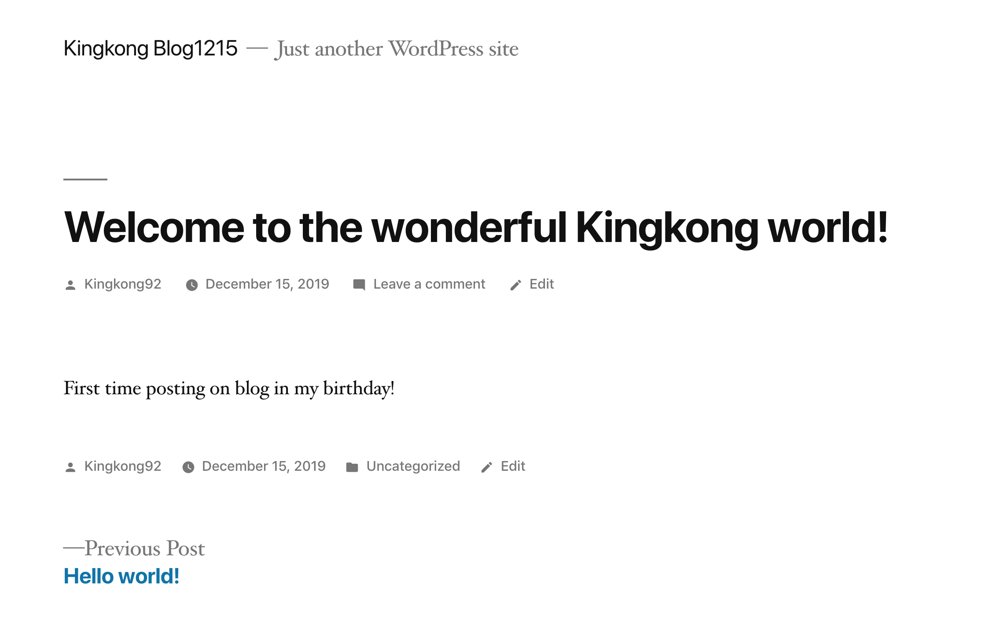 Kingkong Blog1215 — Just another WordPress site
Welcome to the wonderful Kingkong world!
Kingkong92 December 15, 2019 Leave a comment Edit
First time posting on blog in my birthday!
Kingkong92 December 15, 2019 Uncategorized Edit
—Previous Post
Hello world!